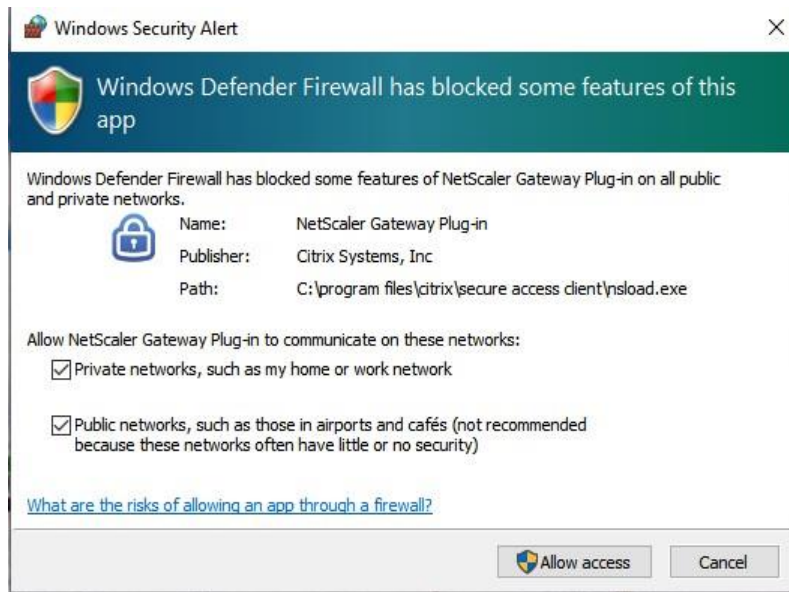 Windows Security Alert
Windows Defender Firewall has blocked some features of this
app
Windows Defender Firewall has blocked some features of NetScaler Gateway Plug-in on all public
and private networks.
Name: NetScaler Gateway Plug-in
Publisher: Citrix Systems, Inc
Path: C:\program files\citrix\secure access client\nsload.exe
Allow NetScaler Gateway Plug-in to communicate on these networks:
Private networks, such as my home or work network
Public networks, such as those in airports and cafés (not recommended
because these networks often have little or no security)
What are the risks of allowing an app through a firewall?
Allow access Cancel